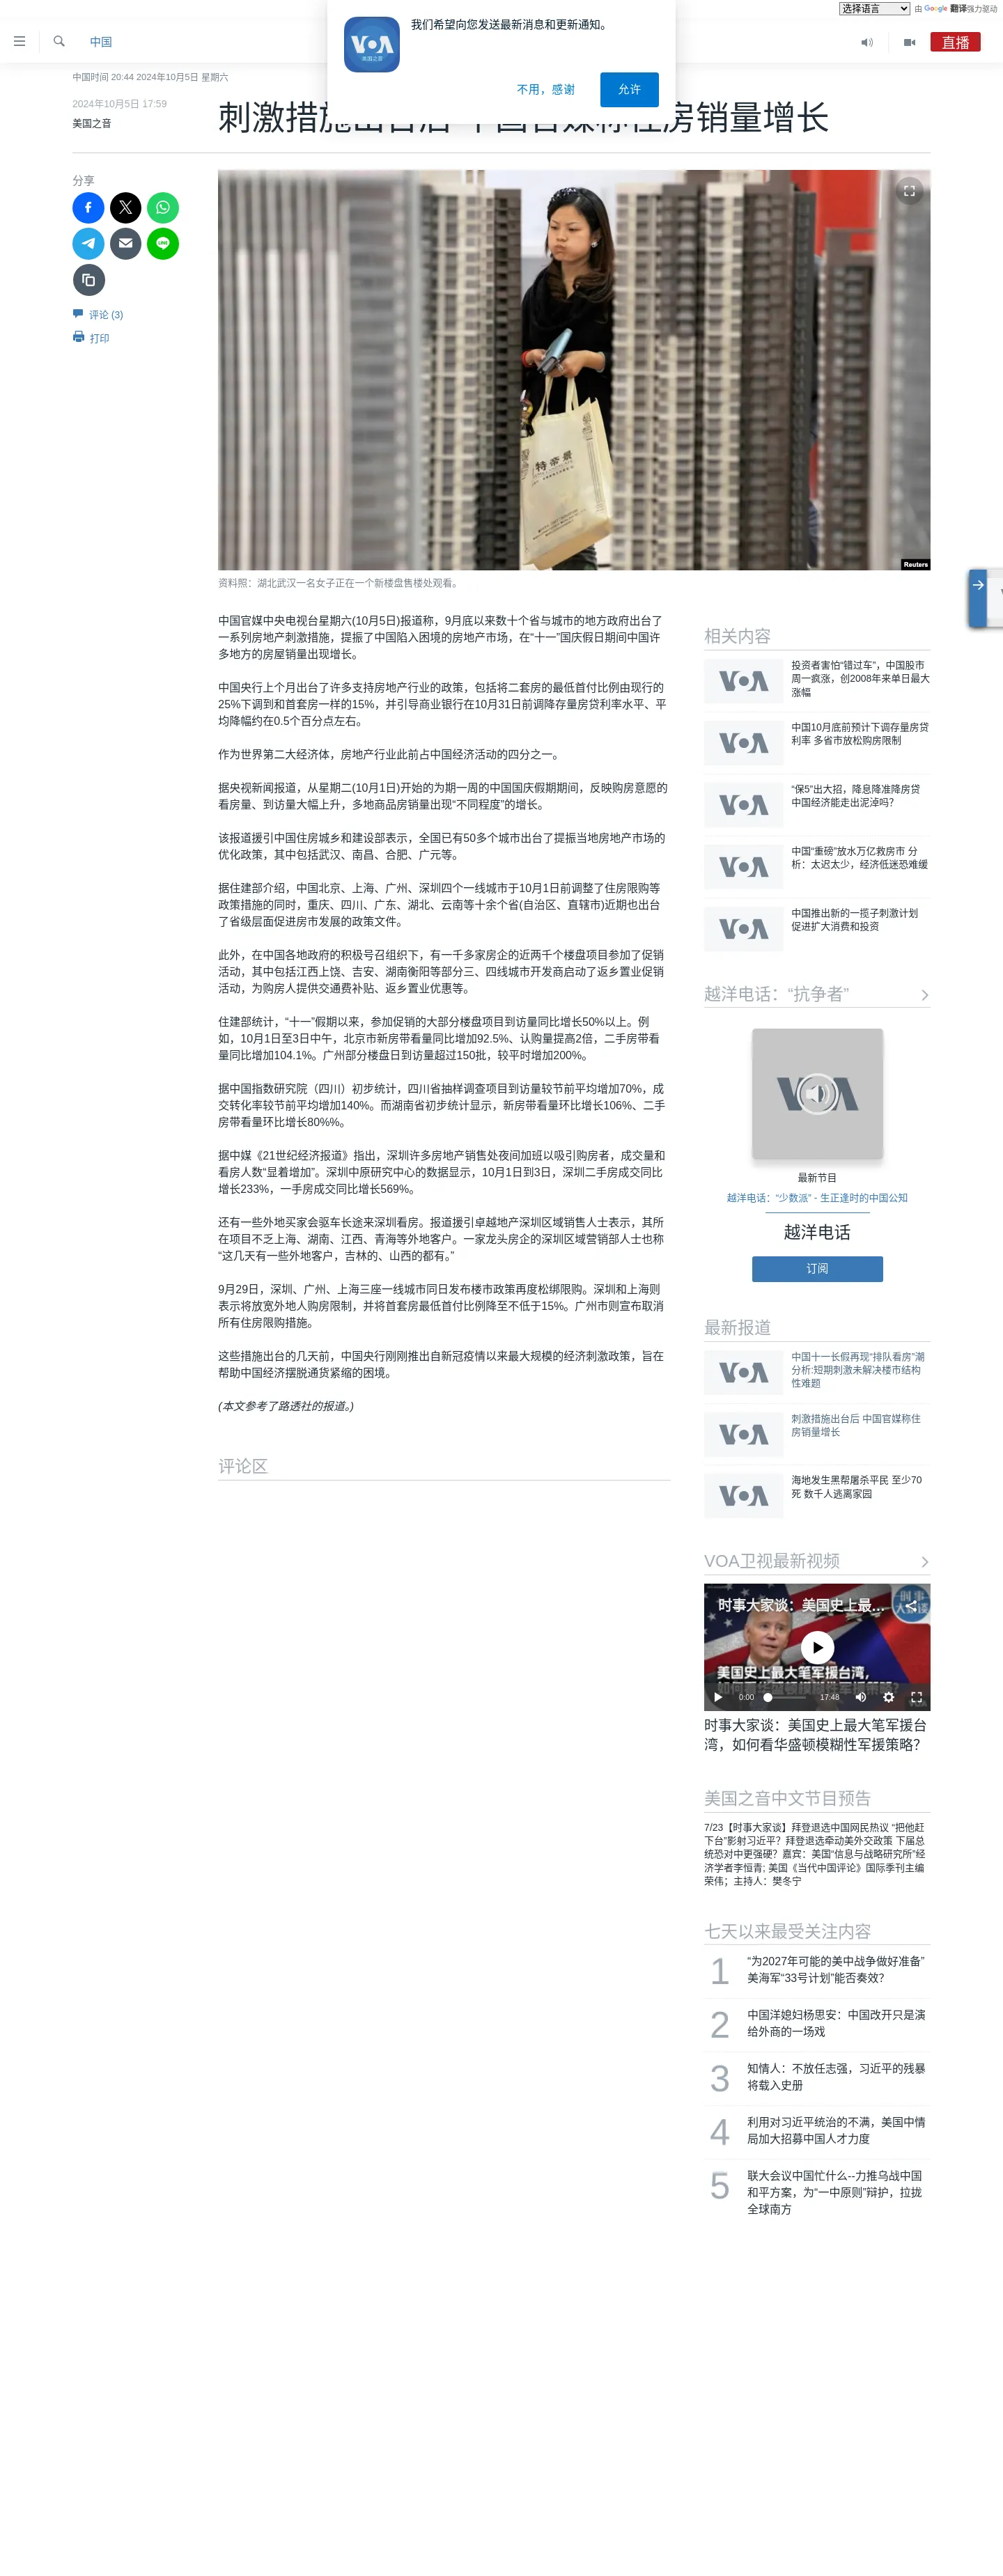 选择语言
由 Google 翻译强力驱动
我们希望向您发送最新消息和更新通知。
VOA
美国之音
不用，感谢
允许
中国
直播
中国时间 20:44 2024年10月5日 星期六
2024年10月5日 17:59
美国之音
刺激措施出台后 中国官媒称住房销量增长
分享
评论 (3)
打印
特帝景
Reuters
资料照：湖北武汉一名女子正在一个新楼盘售楼处观看。
中国官媒中央电视台星期六(10月5日)报道称，9月底以来数十个省与城市的地方政府出台了
一系列房地产刺激措施，提振了中国陷入困境的房地产市场，在“十一”国庆假日期间中国许
多地方的房屋销量出现增长。
中国央行上个月出台了许多支持房地产行业的政策，包括将二套房的最低首付比例由现行的
25%下调到和首套房一样的15%，并引导商业银行在10月31日前调降存量房贷利率水平、平
均降幅约在0.5个百分点左右。
作为世界第二大经济体，房地产行业此前占中国经济活动的四分之一。
据央视新闻报道，从星期二(10月1日)开始的为期一周的中国国庆假期期间，反映购房意愿的
看房量、到访量大幅上升，多地商品房销量出现“不同程度”的增长。
该报道援引中国住房城乡和建设部表示，全国已有50多个城市出台了提振当地房地产市场的
优化政策，其中包括武汉、南昌、合肥、广元等。
据住建部介绍，中国北京、上海、广州、深圳四个一线城市于10月1日前调整了住房限购等
政策措施的同时，重庆、四川、广东、湖北、云南等十余个省(自治区、直辖市)近期也出台
了省级层面促进房市发展的政策文件。
此外，在中国各地政府的积极号召组织下，有一千多家房企的近两千个楼盘项目参加了促销
活动，其中包括江西上饶、吉安、湖南衡阳等部分三、四线城市开发商启动了返乡置业促销
活动，为购房人提供交通费补贴、返乡置业优惠等。
住建部统计，“十一”假期以来，参加促销的大部分楼盘项目到访量同比增长50%以上。例
如，10月1日至3日中午，北京市新房带看量同比增加92.5%、认购量提高2倍，二手房带看
量同比增加104.1%。广州部分楼盘日到访量超过150批，较平时增加200%。
据中国指数研究院（四川）初步统计，四川省抽样调查项目到访量较节前平均增加70%，成
交转化率较节前平均增加140%。而湖南省初步统计显示，新房带看量环比增长106%、二手
房带看量环比增长80%%。
据中媒《21世纪经济报道》指出，深圳许多房地产销售处夜间加班以吸引购房者，成交量和
看房人数“显着增加”。深圳中原研究中心的数据显示，10月1日到3日，深圳二手房成交同比
增长233%，一手房成交同比增长569%。
还有一些外地买家会驱车长途来深圳看房。报道援引卓越地产深圳区域销售人士表示，其所
在项目不乏上海、湖南、江西、青海等外地客户。一家龙头房企的深圳区域营销部人士也称
“这几天有一些外地客户，吉林的、山西的都有。”
9月29日，深圳、广州、上海三座一线城市同日发布楼市政策再度松绑限购。深圳和上海则
表示将放宽外地人购房限制，并将首套房最低首付比例降至不低于15%。广州市则宣布取消
所有住房限购措施。
这些措施出台的几天前，中国央行刚刚推出自新冠疫情以来最大规模的经济刺激政策，旨在
帮助中国经济摆脱通货紧缩的困境。
(本文参考了路透社的报道。)
评论区
相关内容
VOA
投资者害怕“错过车”，中国股市
周一疯涨，创2008年来单日最大
涨幅
VOA
中国10月底前预计下调存量房贷
利率 多省市放松购房限制
VOA
“保5”出大招，降息降准降房贷
中国经济能走出泥淖吗？
VOA
中国“重磅”放水万亿救房市 分
析：太迟太少，经济低迷恐难缓
VOA
中国推出新的一揽子刺激计划
促进扩大消费和投资
越洋电话：“抗争者”
VOA
最新节目
越洋电话：“少数派” - 生正逢时的中国公知
越洋电话
订阅
最新报道
VOA
中国十一长假再现“排队看房”潮
分析:短期刺激未解决楼市结构
性难题
VOA
刺激措施出台后 中国官媒称住
房销量增长
VOA
海地发生黑帮屠杀平民 至少70
死 数千人逃离家园
VOA卫视最新视频
时事大家谈：美国史上最...
时事大家谈
美国史上最大笔军援台湾，
0:00
17:48
时事大家谈：美国史上最大笔军援台
湾，如何看华盛顿模糊性军援策略？
美国之音中文节目预告
7/23【时事大家谈】拜登退选中国网民热议 “把他赶
下台”影射习近平？拜登退选牵动美外交政策 下届总
统恐对中更强硬？嘉宾：美国“信息与战略研究所”经
济学者李恒青; 美国《当代中国评论》国际季刊主编
荣伟；主持人：樊冬宁
七天以来最受关注内容
1
“为2027年可能的美中战争做好准备”
美海军“33号计划”能否奏效？
2
中国洋媳妇杨思安：中国改开只是演
给外商的一场戏
3
知情人：不放任志强，习近平的残暴
将载入史册
4
利用对习近平统治的不满，美国中情
局加大招募中国人才力度
5
联大会议中国忙什么--力推乌战中国
和平方案，为“一中原则”辩护，拉拢
全球南方